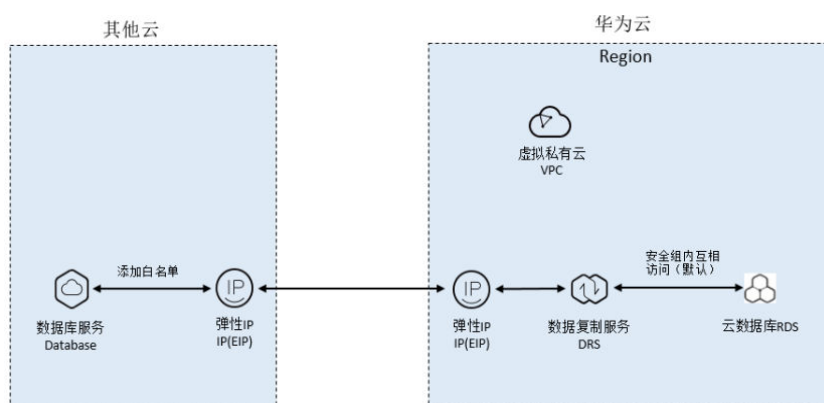 其他云
华为云
Region
虚拟私有云
VPC
添加白名单
安全组内互相
访问（默认）
IP
IP
数据库服务
Database
弹性IP
IP(EIP)
弹性IP
IP(EIP)
数据复制服务
DRS
云数据库RDS